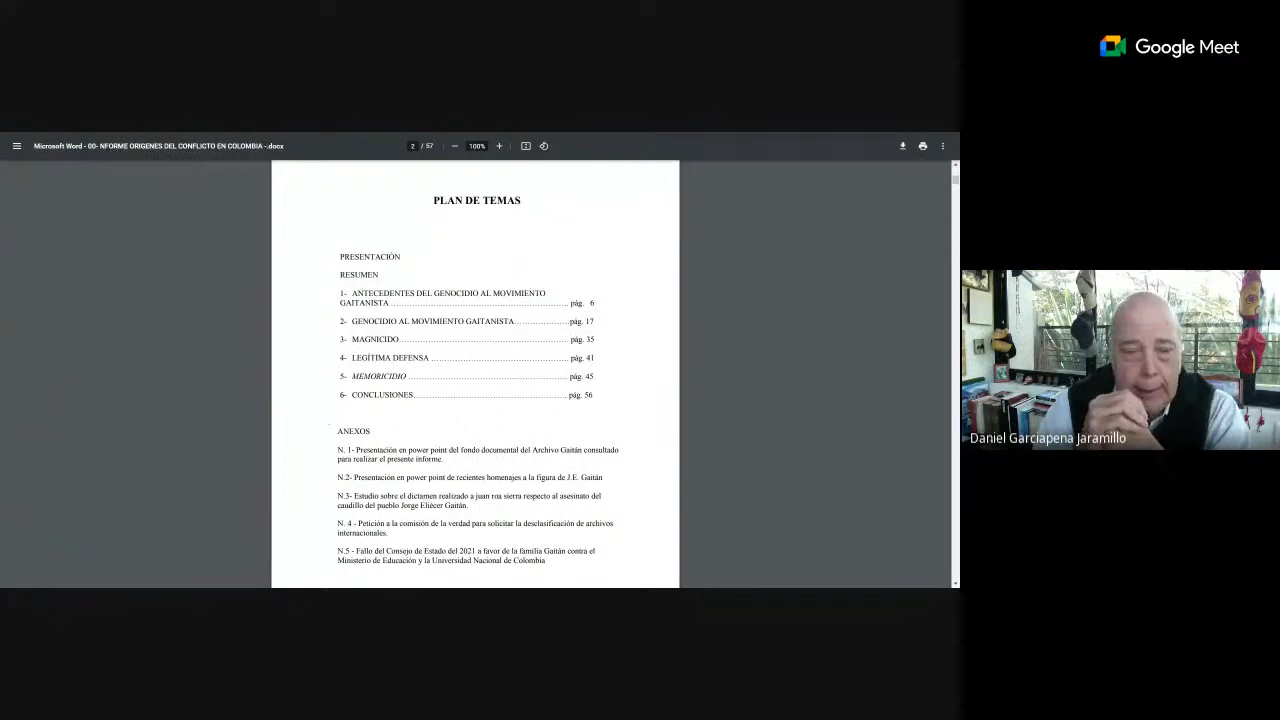 Google Meet
Microsoft Word - 00- NFORME ORIGENES DEL CONFLICTO EN COLOMBIA -.docx
2 / 57
100%
PLAN DE TEMAS
PRESENTACIÓN
RESUMEN
1- ANTECEDENTES DEL GENOCIDIO AL MOVIMIENTO
GAITANISTA ................................................................ pág. 6
2- GENOCIDIO AL MOVIMIENTO GAITANISTA.....................pág. 17
3- MAGNICIDO............................................................. pág. 35
4- LEGÍTIMA DEFENSA ................................................. pág. 41
5- MEMORICIDIO ......................................................... pág. 45
6- CONCLUSIONES........................................................pág. 56
ANEXOS
N. 1- Presentación en power point del fondo documental del Archivo Gaitán consultado
para realizar el presente informe.
N.2- Presentación en power point de recientes homenajes a la figura de J.E. Gaitán
N.3- Estudio sobre el dictamen realizado a juan roa sierra respecto al asesinato del
caudillo del pueblo Jorge Eliécer Gaitán.
N. 4 - Petición a la comisión de la verdad para solicitar la desclasificación de archivos
internacionales.
N.5 - Fallo del Consejo de Estado del 2021 a favor de la familia Gaitán contra el
Ministerio de Educación y la Universidad Nacional de Colombia
Daniel Garciapena Jaramillo